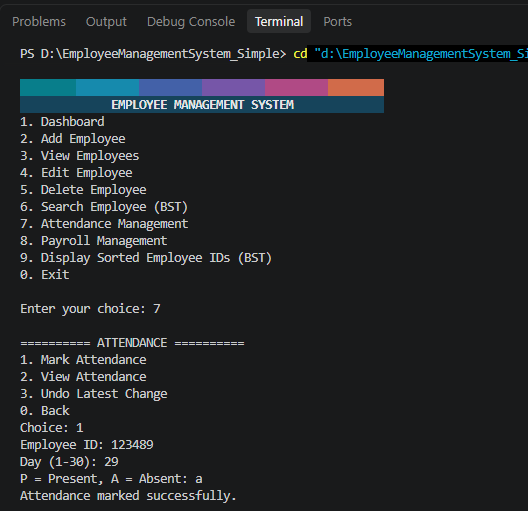 Problems Output Debug Console Terminal Ports
PS D:\EmployeeManagementSystem_Simple> cd "d:\EmployeeManagementSystem_Si
EMPLOYEE MANAGEMENT SYSTEM
1. Dashboard
2. Add Employee
3. View Employees
4. Edit Employee
5. Delete Employee
6. Search Employee (BST)
7. Attendance Management
8. Payroll Management
9. Display Sorted Employee IDs (BST)
0. Exit
Enter your choice: 7
========== ATTENDANCE ==========
1. Mark Attendance
2. View Attendance
3. Undo Latest Change
0. Back
Choice: 1
Employee ID: 123489
Day (1-30): 29
P = Present, A = Absent: a
Attendance marked successfully.